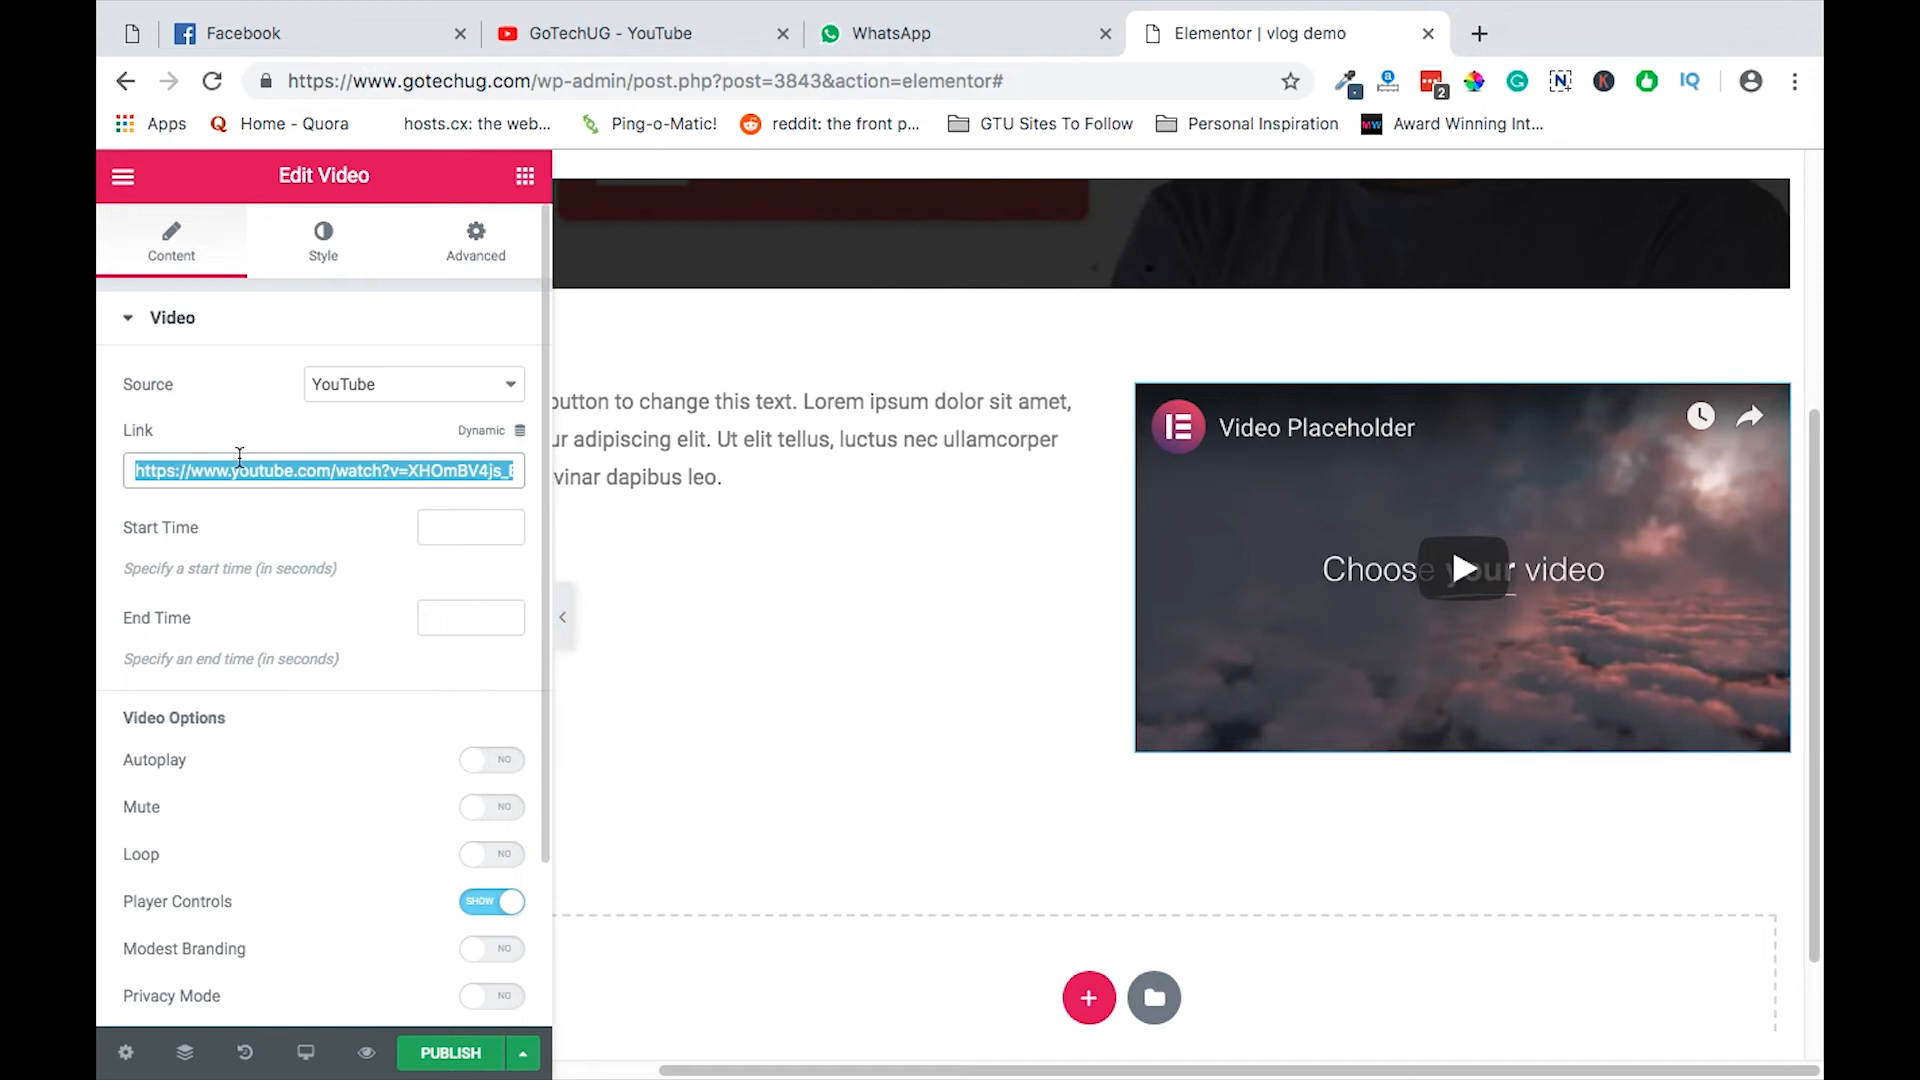 Facebook
GoTechUG - YouTube
WhatsApp
Elementor | vlog demo
https://www.gotechug.com/wp-admin/post.php?post=3843&action=elementor#
2
G
N
K
IQ
Apps
Home - Quora
hosts.cx: the web...
Ping-o-Matic!
reddit: the front p...
GTU Sites To Follow
Personal Inspiration
Award Winning Int...
Edit Video
Content
Style
Advanced
Video
Source
YouTube
Link
Dynamic
https://www.youtube.com/watch?v=XHOmBV4js_E
Start Time
Specify a start time (in seconds)
End Time
Specify an end time (in seconds)
Video Options
Autoplay
NO
Mute
NO
Loop
NO
Player Controls
SHOW
Modest Branding
NO
Privacy Mode
NO
PUBLISH
button to change this text. Lorem ipsum dolor sit amet,
ur adipiscing elit. Ut elit tellus, luctus nec ullamcorper
vinar dapibus leo.
Video Placeholder
Choose your video